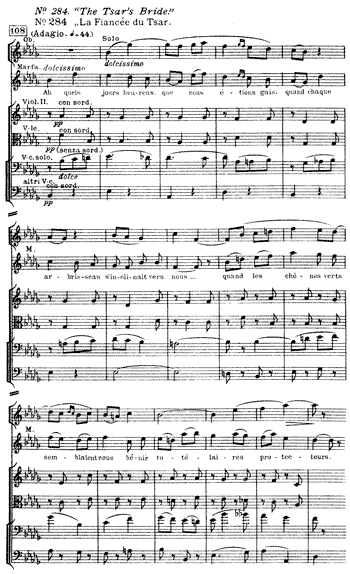 No 284. "The Tsar's Bride."
No 284 „La Fiancée du Tsar.
108 (Adagio. ♩=44.) Solo
Ob.
dolcissimo
Marfa. dolcissimo
Ah quels jours heu-reux, que nous é-tions gais, quand chaque
Viol. II. con sord.
pp
V-le. con sord.
pp (senza sord.)
V-c. solo.
dolce
altri V-c. con sord.
pp
M.
ar-bris-seau s'in-cli-nait vers nous... quand les chê-nes verts
M.
sem-blaient nous bé-nir tu-té-lai-res pro-tec-teurs.